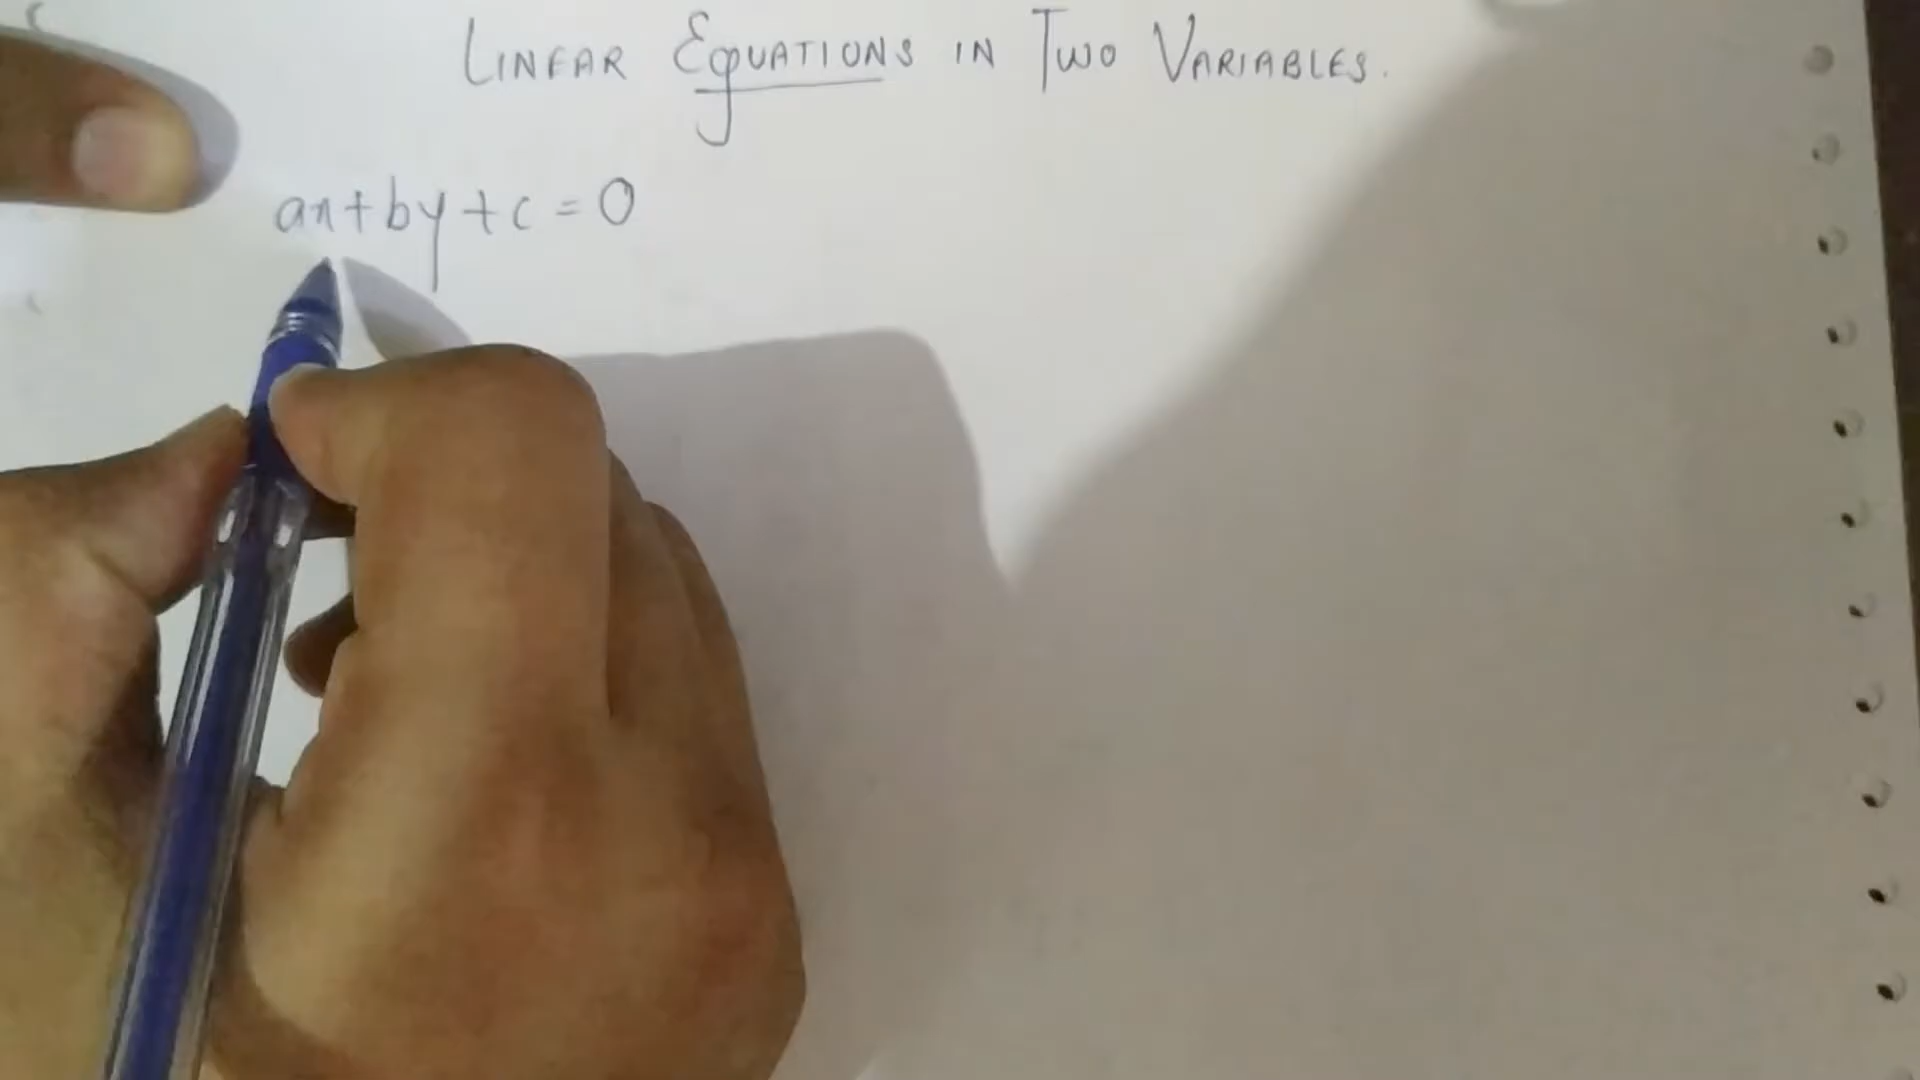 LINEAR EQUATIONS IN TWO VARIABLES.
ax+by+c=0